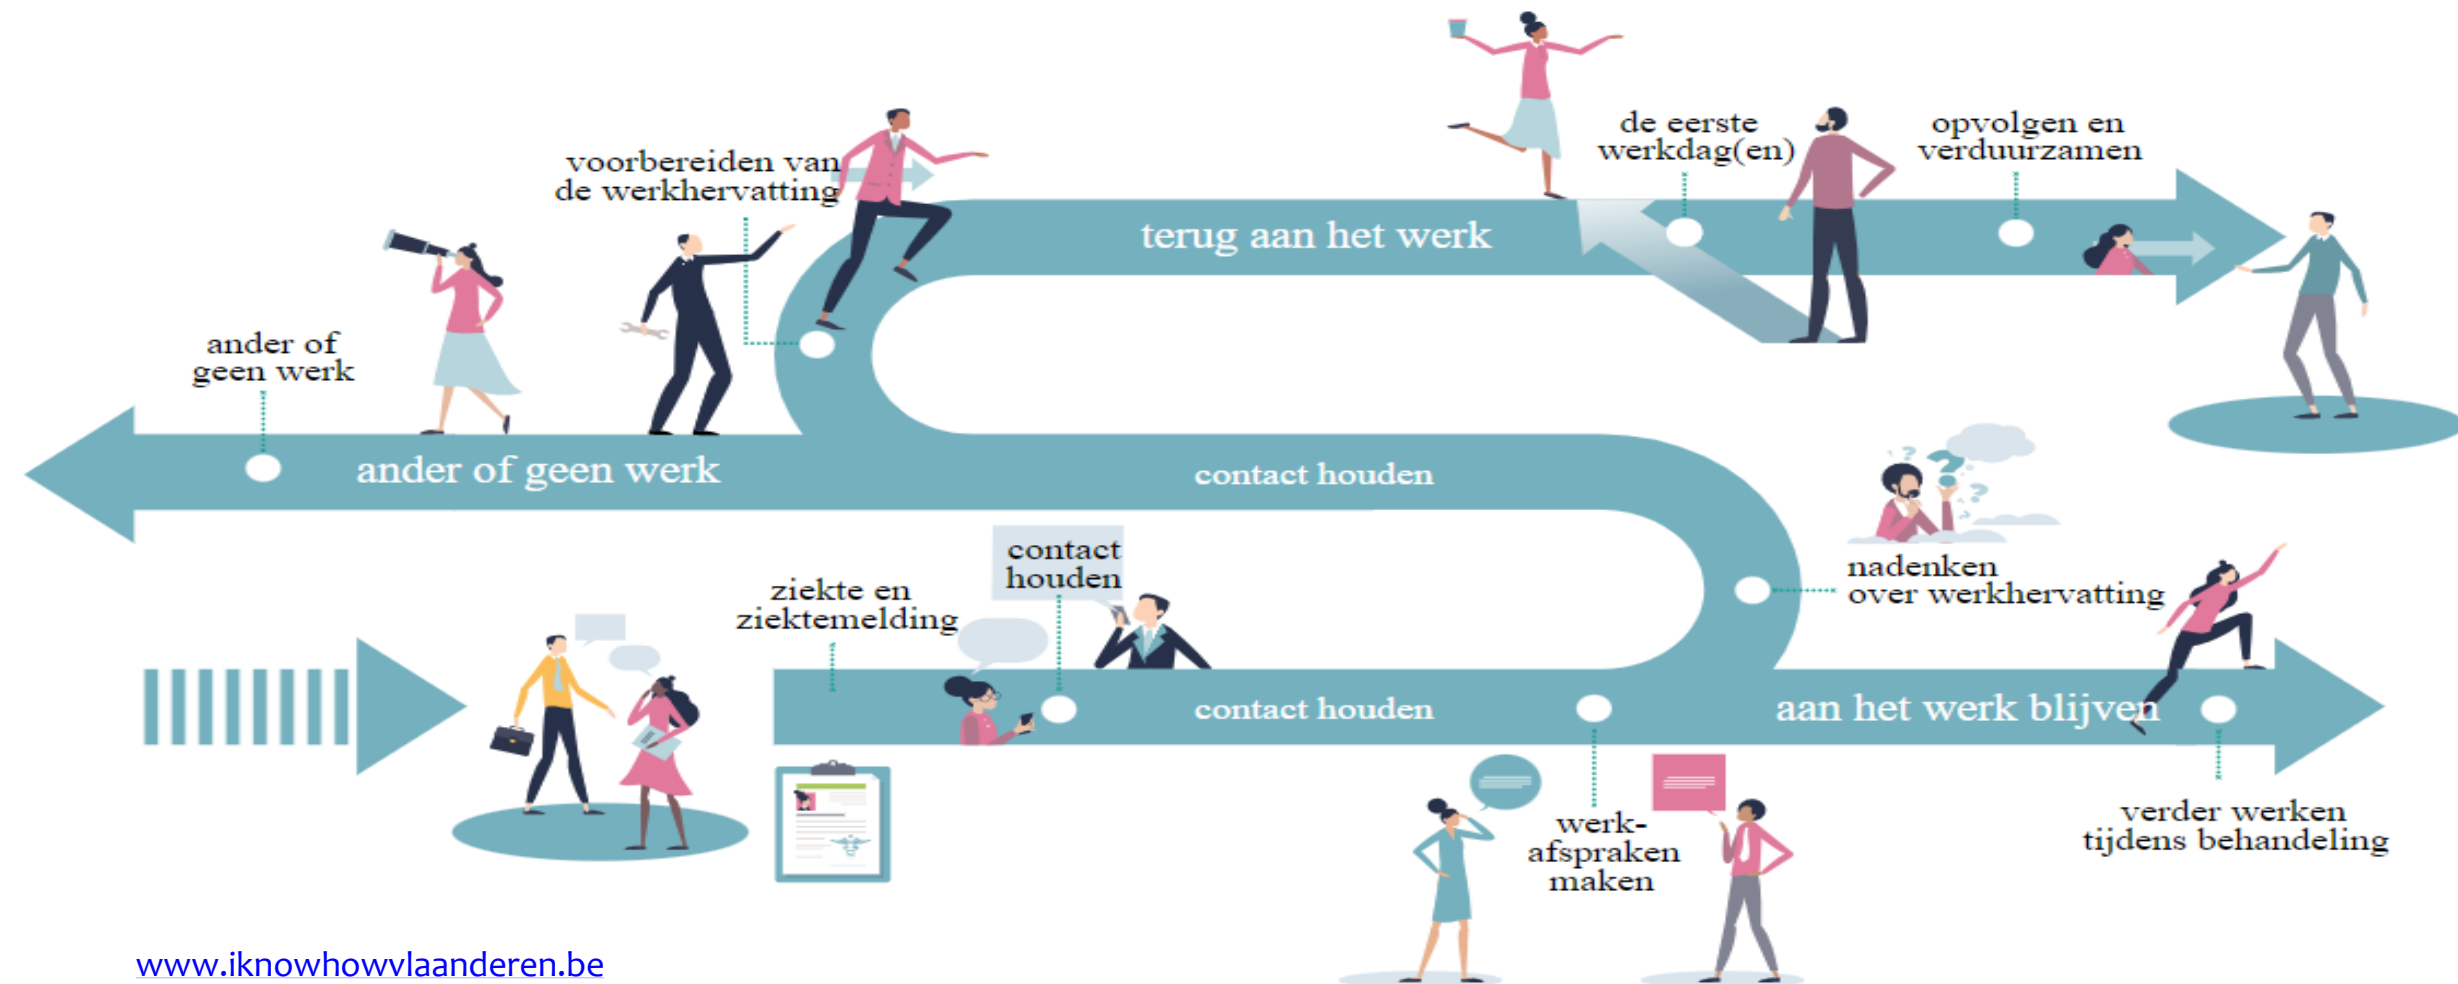 voorbereiden van
de werkhervatting
de eerste
werkdag(en)
opvolgen en
verduurzamen
terug aan het werk
ander of
geen werk
ander of geen werk
contact houden
nadenken
over werkhervatting
contact
houden
ziekte en
ziektemelding
contact houden
aan het werk blijven
werk-
afspraken
maken
verder werken
tijdens behandeling
www.iknowhowvlaanderen.be